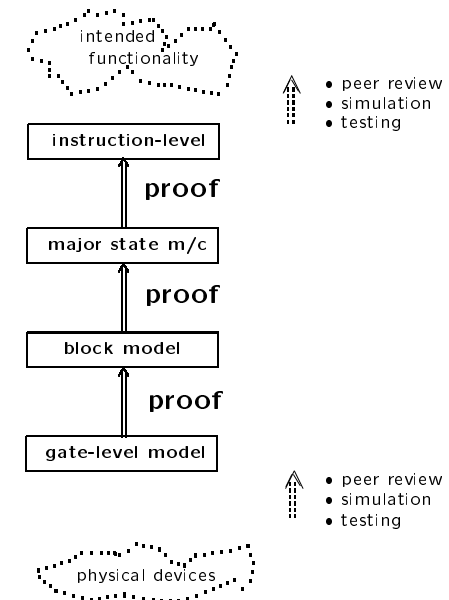 intended
functionality
• peer review
• simulation
• testing
instruction-level
proof
major state m/c
proof
block model
proof
gate-level model
• peer review
• simulation
• testing
physical devices